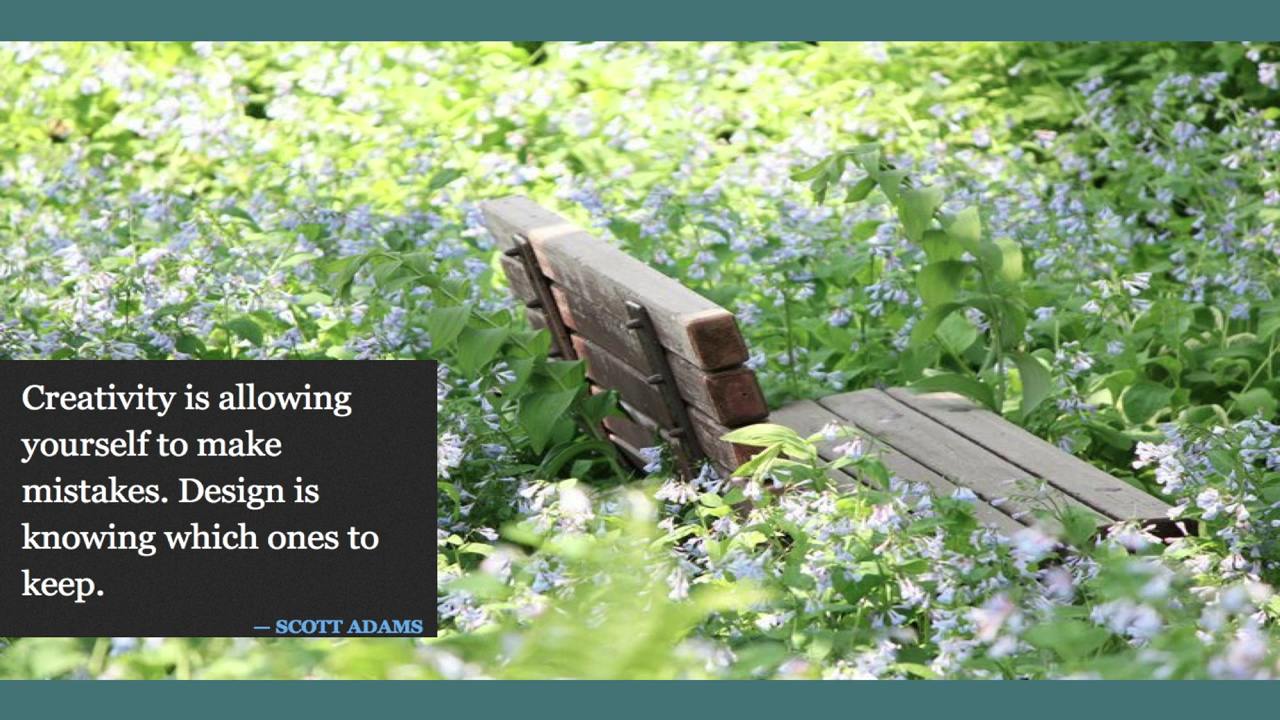 Creativity is allowing
yourself to make
mistakes. Design is
knowing which ones to
keep.
— SCOTT ADAMS